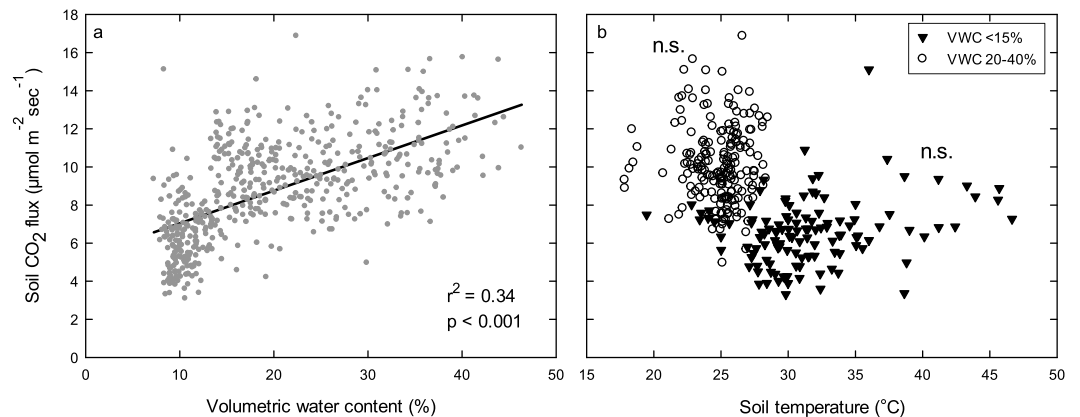 a
18
16
14
12
10
8
6
4
2
0
Soil CO2 flux (µmol m-2 sec-1)
r2 = 0.34
p < 0.001
0 10 20 30 40 50
Volumetric water content (%)
b
n.s.
VWC <15%
VWC 20-40%
n.s.
15 20 25 30 35 40 45 50
Soil temperature (°C)